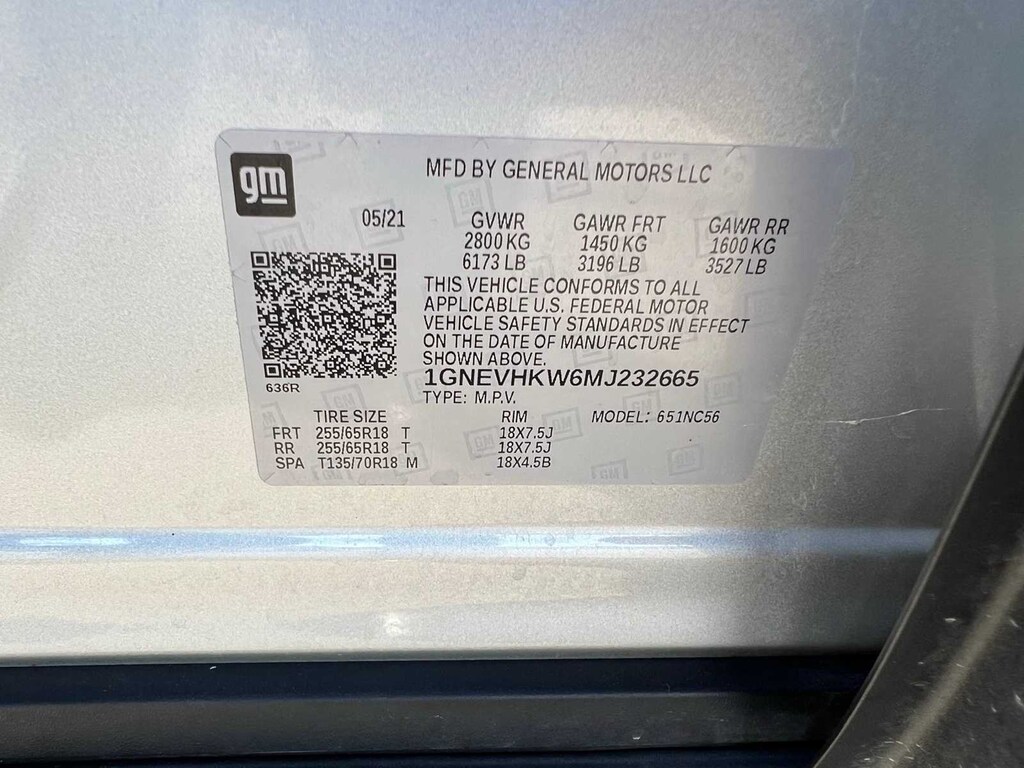 gm
MFD BY GENERAL MOTORS LLC
05/21 GVWR GAWR FRT GAWR RR
2800 KG 1450 KG 1600 KG
6173 LB 3196 LB 3527 LB
THIS VEHICLE CONFORMS TO ALL
APPLICABLE U.S. FEDERAL MOTOR
VEHICLE SAFETY STANDARDS IN EFFECT
ON THE DATE OF MANUFACTURE
SHOWN ABOVE.
636R
1GNEVHKW6MJ232665
TYPE: M.P.V.
TIRE SIZE RIM MODEL: 651NC56
FRT 255/65R18 T 18X7.5J
RR 255/65R18 T 18X7.5J
SPA T135/70R18 M 18X4.5B